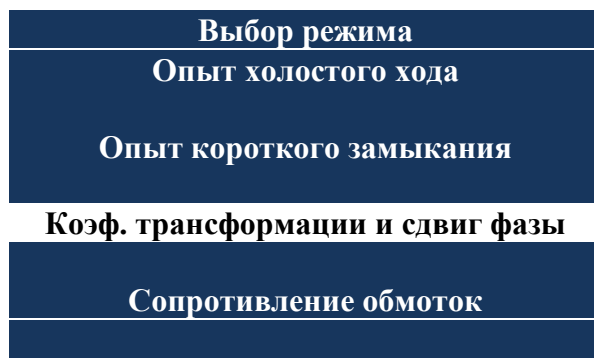 Выбор режима
Опыт холостого хода
Опыт короткого замыкания
Коэф. трансформации и сдвиг фазы
Сопротивление обмоток